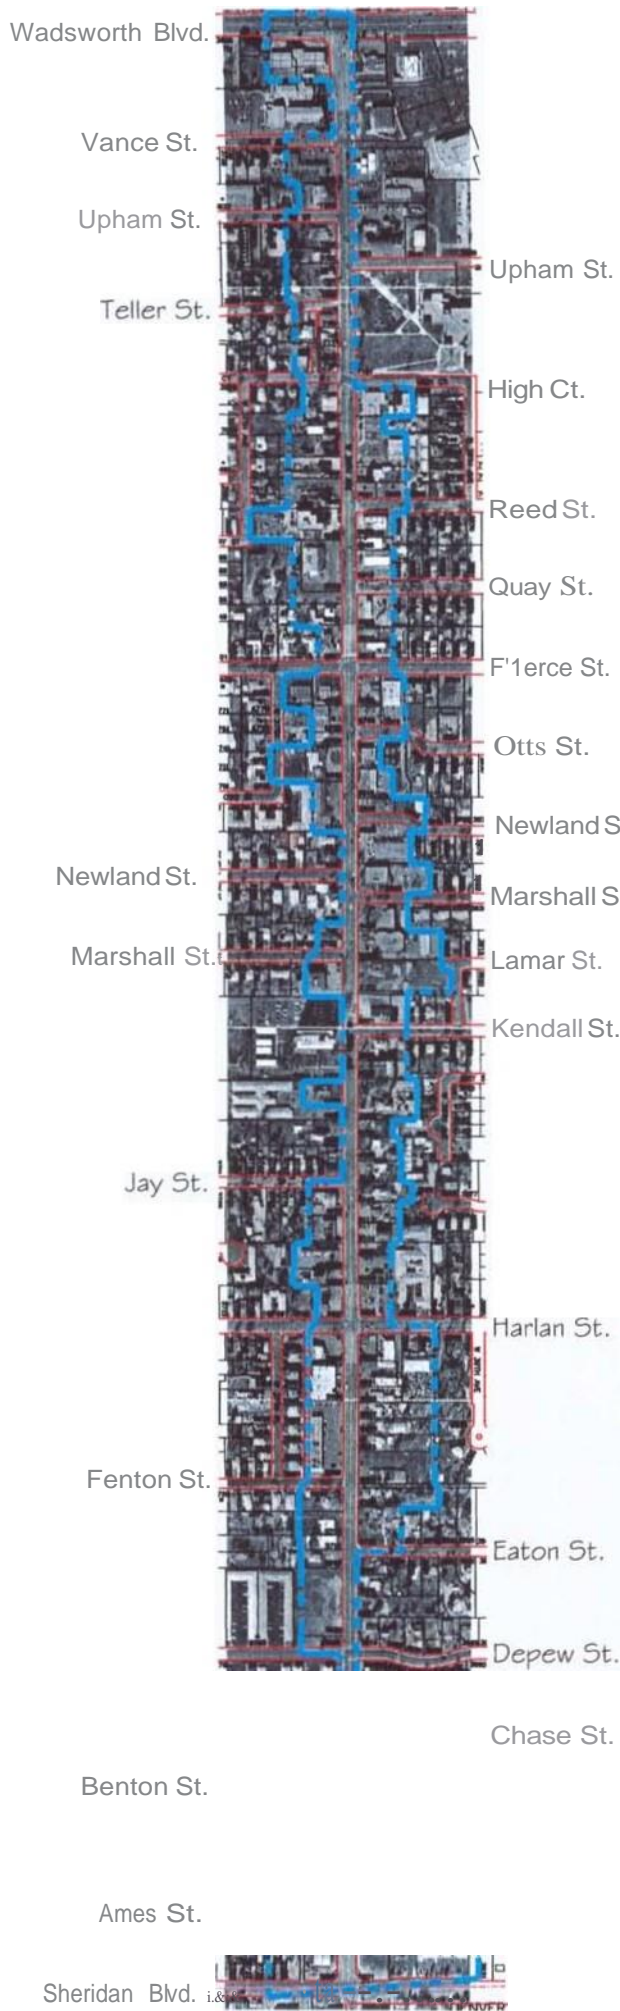 Wadsworth Blvd.
Vance St.
Upham St.
Upham St.
Teller St.
High Ct.
Reed St.
Quay St.
F'1erce St.
Otts St.
Newland S
Newland St.
Marshall S
Marshall St.
Lamar St.
Kendall St.
Jay St.
Harlan St.
Fenton St.
Eaton St.
Depew St.
Chase St.
Benton St.
Ames St.
Sheridan Blvd.
NVER